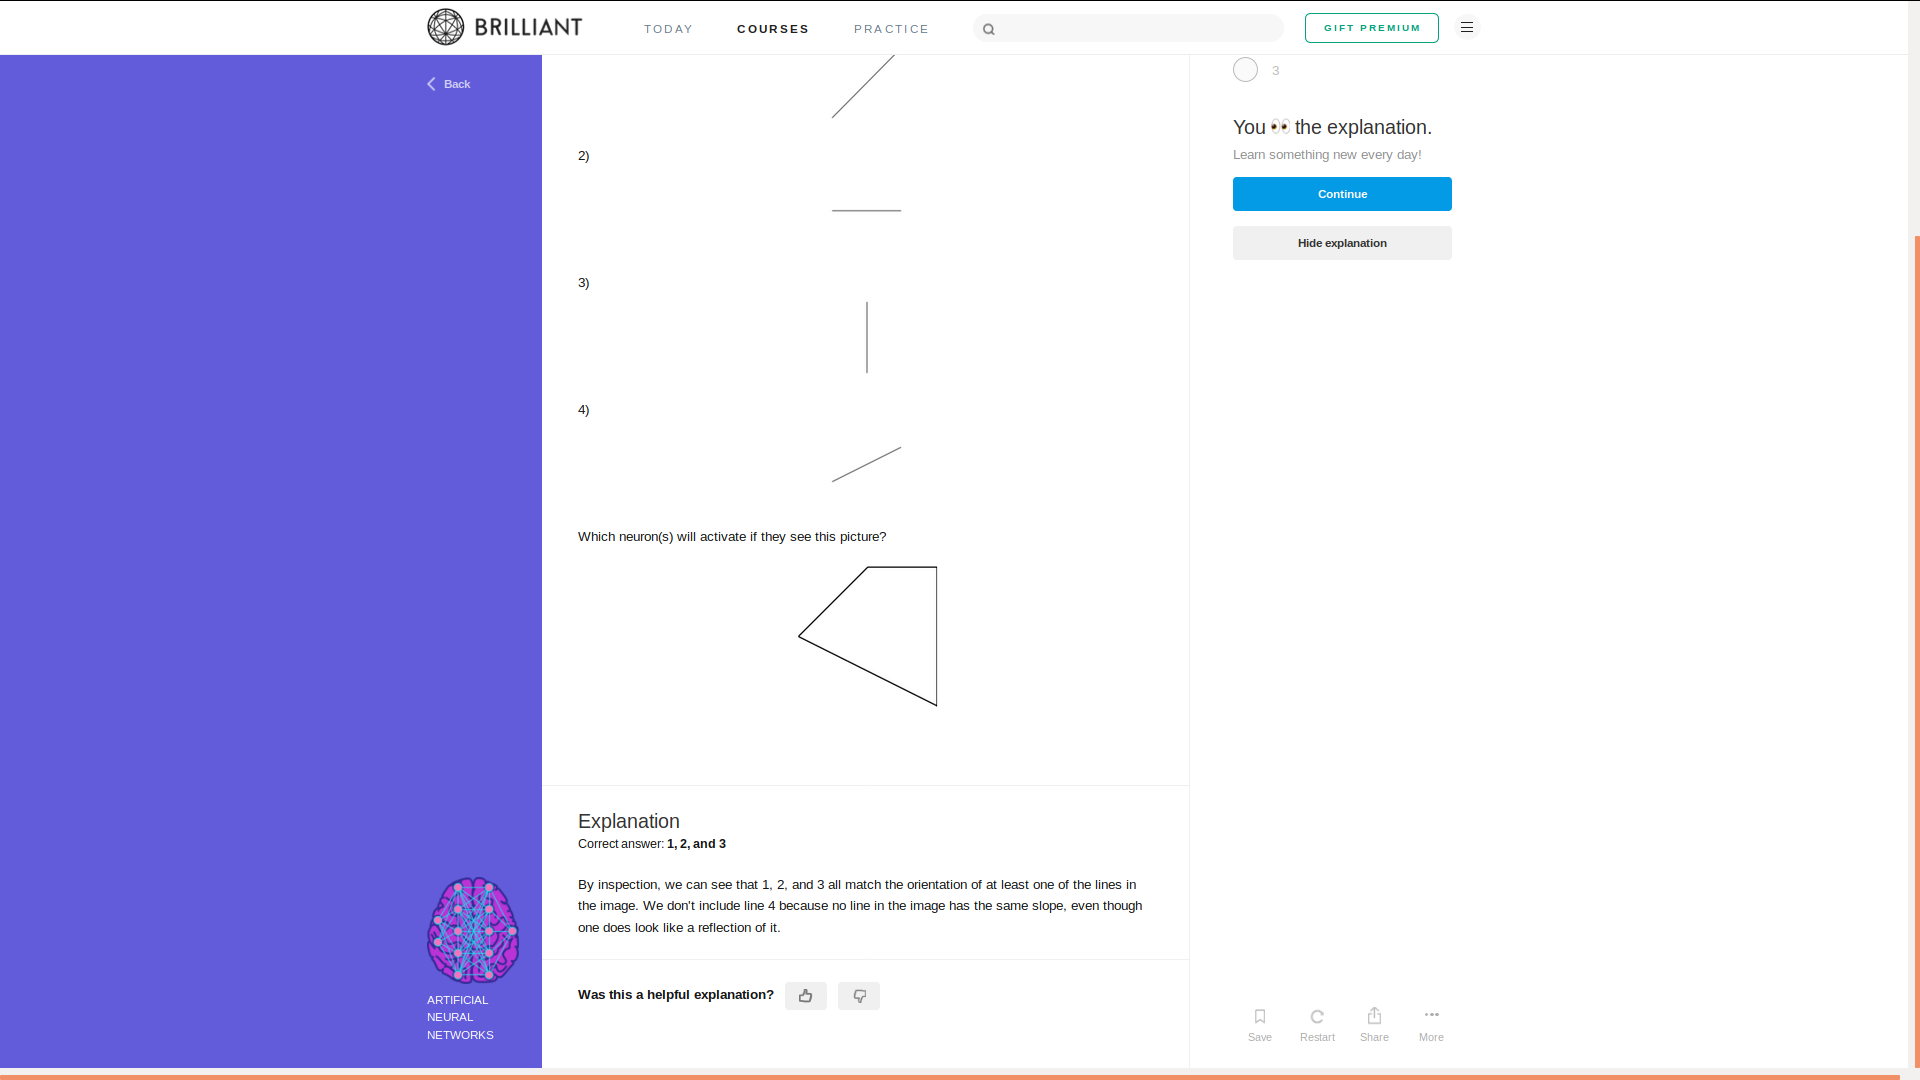 BRILLIANT
TODAY
COURSES
PRACTICE
GIFT PREMIUM
Back
2)
3)
4)
Which neuron(s) will activate if they see this picture?
Explanation
Correct answer: 1, 2, and 3
By inspection, we can see that 1, 2, and 3 all match the orientation of at least one of the lines in
the image. We don't include line 4 because no line in the image has the same slope, even though
one does look like a reflection of it.
Was this a helpful explanation?
ARTIFICIAL
NEURAL
NETWORKS
3
You 👀 the explanation.
Learn something new every day!
Continue
Hide explanation
Save
Restart
Share
More